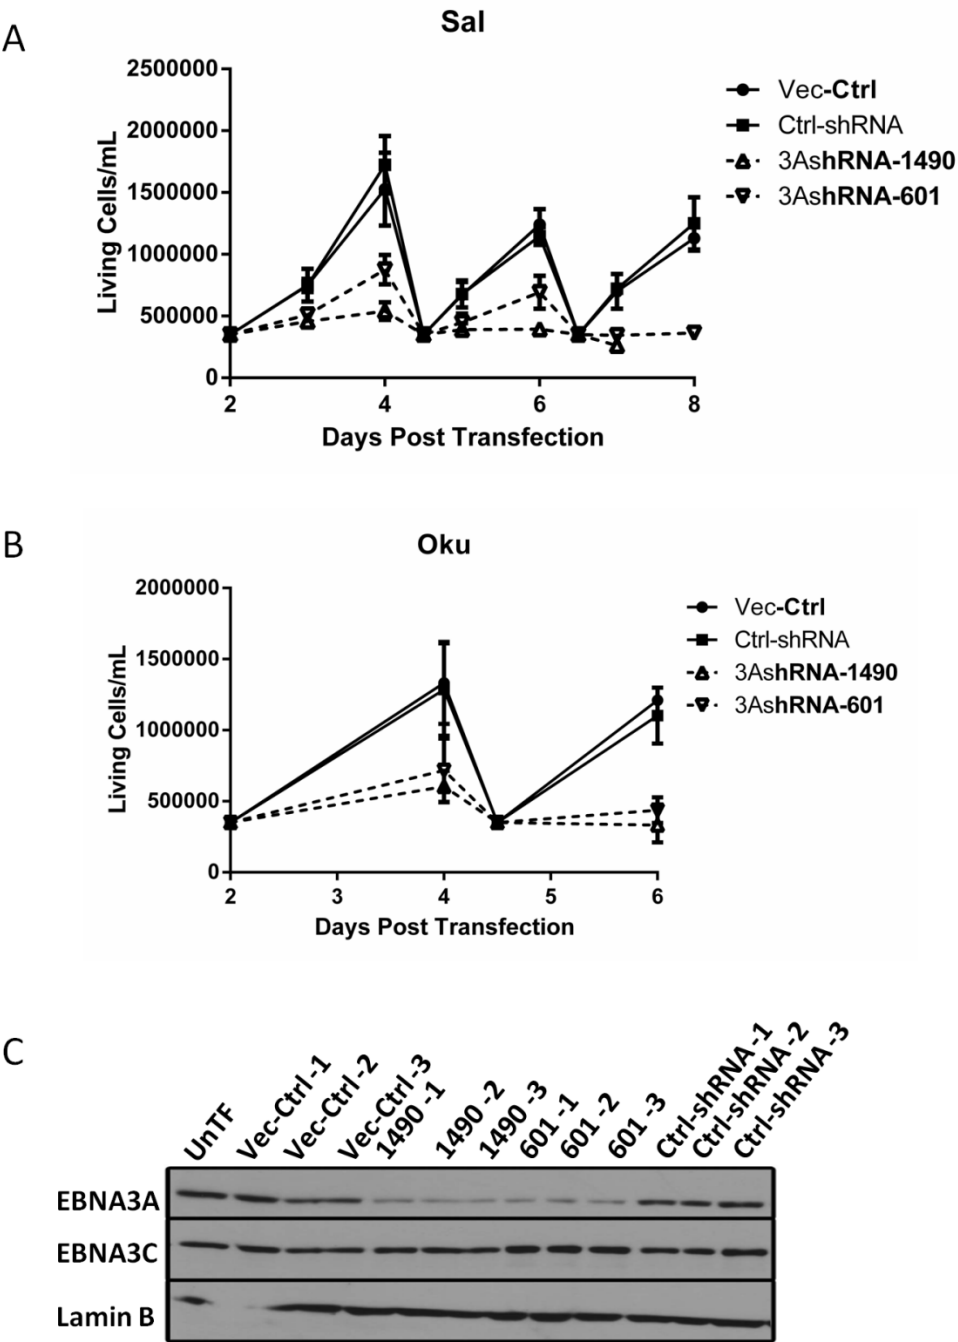 A
Sal
2500000
2000000
1500000
1000000
500000
0
Living Cells/mL
2 4 6 8
Days Post Transfection
Vec-Ctrl
Ctrl-shRNA
3AshRNA-1490
3AshRNA-601
B
Oku
2000000
1500000
1000000
500000
0
Living Cells/mL
2 3 4 5 6
Days Post Transfection
Vec-Ctrl
Ctrl-shRNA
3AshRNA-1490
3AshRNA-601
C
UnTF
Vec-Ctrl -1
Vec-Ctrl -2
Vec-Ctrl -3
1490 -1
1490 -2
1490 -3
601 -1
601 -2
601 -3
Ctrl-shRNA -1
Ctrl-shRNA -2
Ctrl-shRNA -3
EBNA3A
EBNA3C
Lamin B